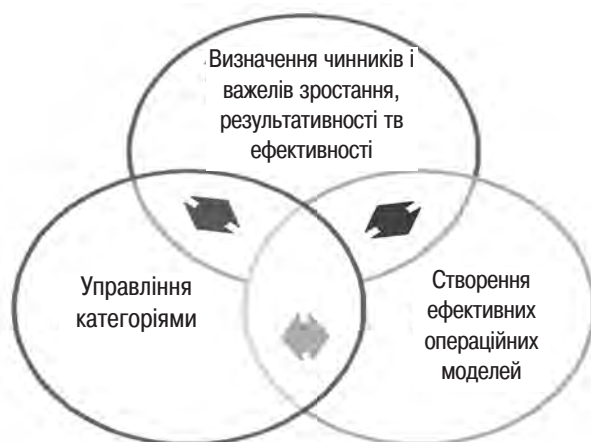 Визначення чинників і
важелів зростання,
результативності тв
ефективності
Управління
категоріями
Створення
ефективних
операційних
моделей